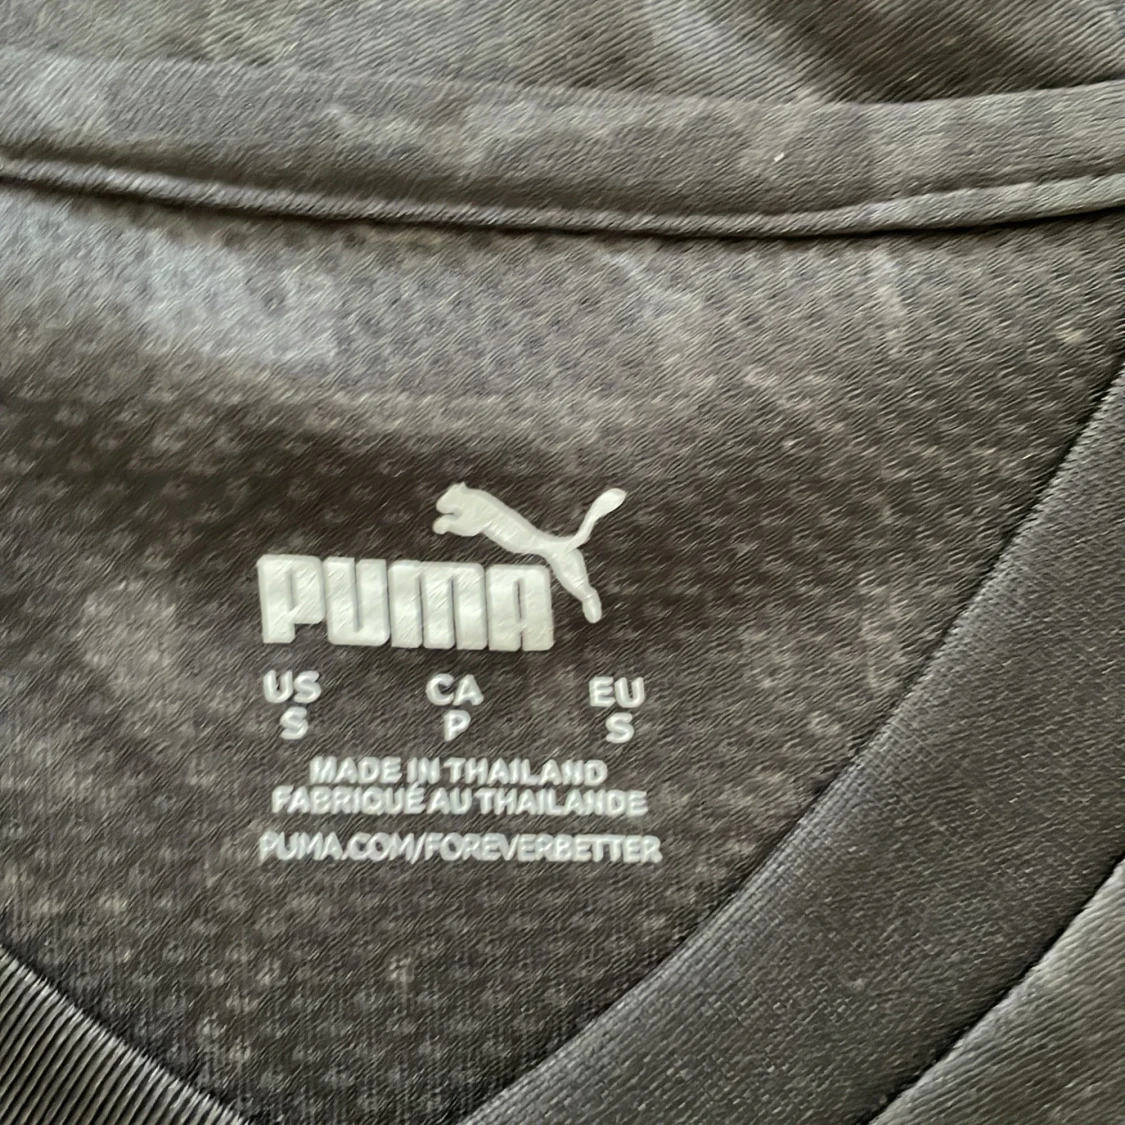 PUMA
US CA EU
S P S
MADE IN THAILAND
FABRIQUÉ AU THAILANDE
PUMA.COM/FOREVERBETTER